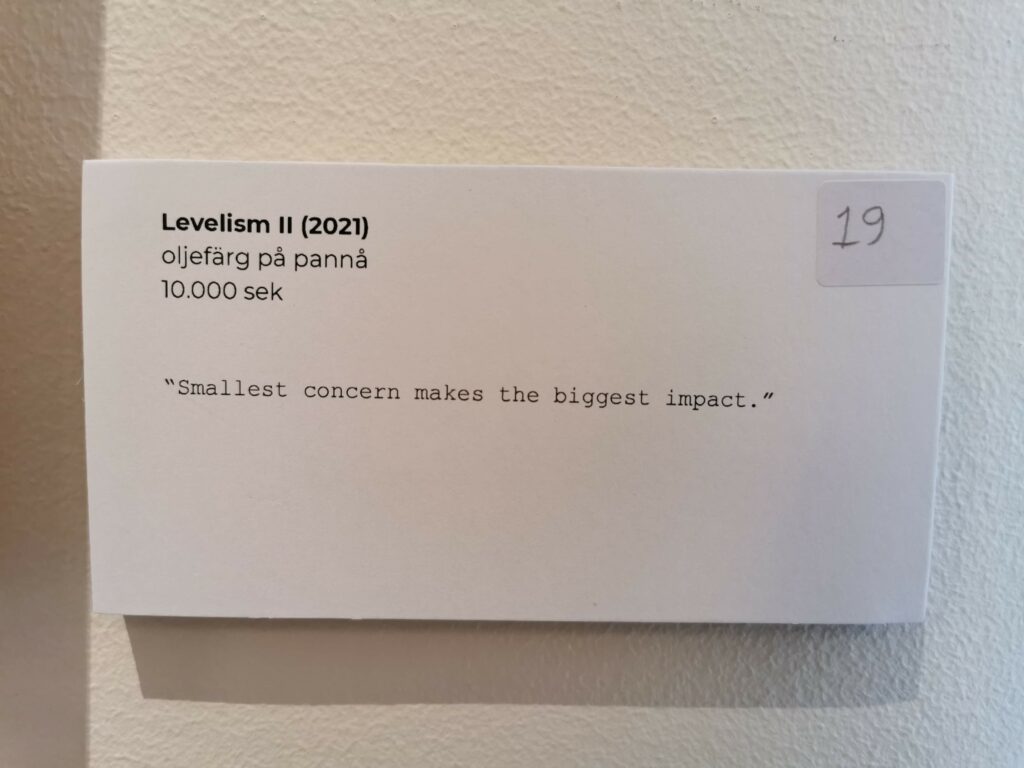 Levelism II (2021)
oljefärg på pannå
10.000 sek
19
“Smallest concern makes the biggest impact.”